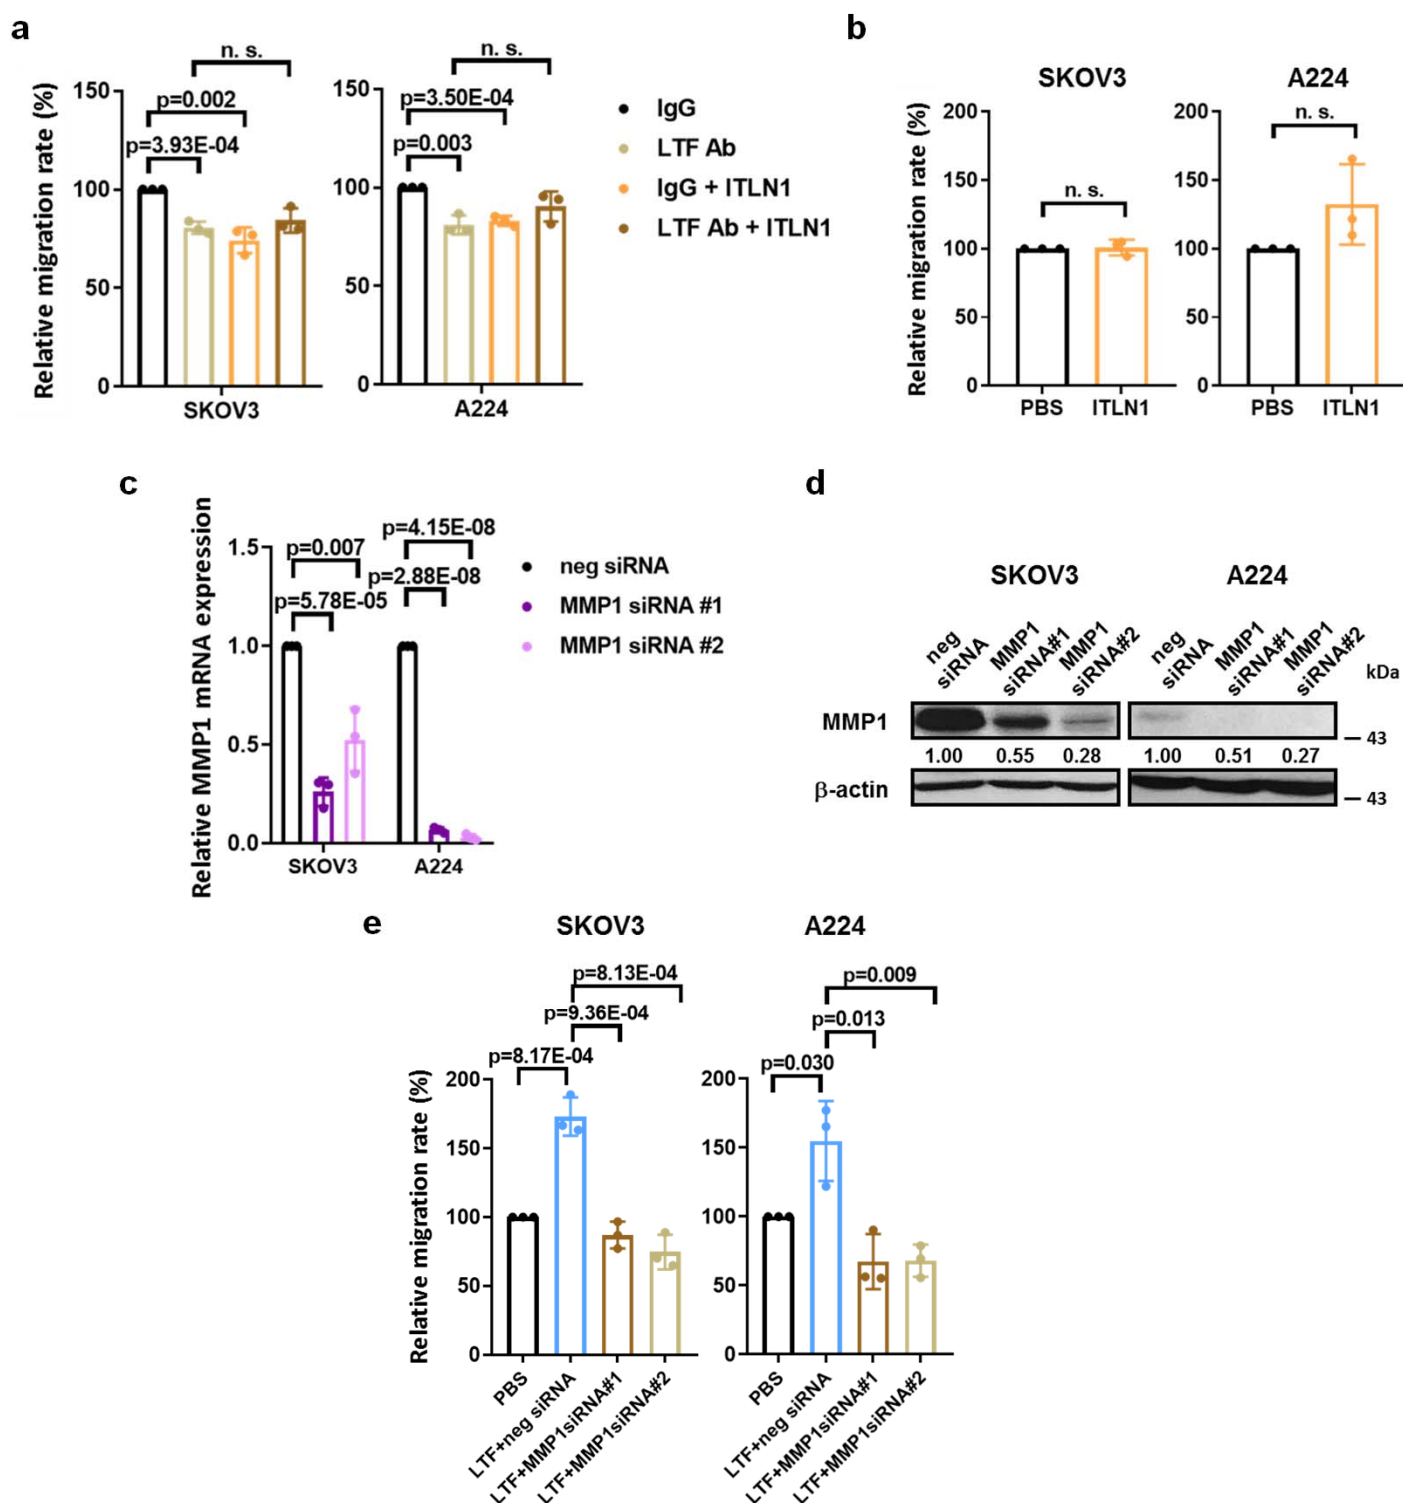 a
n. s.
p=0.002
p=3.93E-04
Relative migration rate (%)
150
100
50
0
SKOV3
n. s.
p=3.50E-04
p=0.003
150
100
50
0
A224
IgG
LTF Ab
IgG + ITLN1
LTF Ab + ITLN1
b
SKOV3
n. s.
Relative migration rate (%)
200
150
100
50
0
PBS ITLN1
A224
n. s.
200
150
100
50
0
PBS ITLN1
c
Relative MMP1 mRNA expression
1.5
1.0
0.5
0.0
p=0.007
p=5.78E-05
p=4.15E-08
p=2.88E-08
SKOV3 A224
neg siRNA
MMP1 siRNA #1
MMP1 siRNA #2
d
SKOV3 A224
neg siRNA
MMP1 siRNA#1
MMP1 siRNA#2
neg siRNA
MMP1 siRNA#1
MMP1 siRNA#2
kDa
MMP1
43
1.00 0.55 0.28 1.00 0.51 0.27
β-actin
43
e
SKOV3
p=8.13E-04
p=9.36E-04
p=8.17E-04
Relative migration rate (%)
200
150
100
50
0
PBS
LTF+neg siRNA
LTF+MMP1siRNA#1
LTF+MMP1siRNA#2
A224
p=0.009
p=0.013
p=0.030
200
150
100
50
0
PBS
LTF+neg siRNA
LTF+MMP1siRNA#1
LTF+MMP1siRNA#2